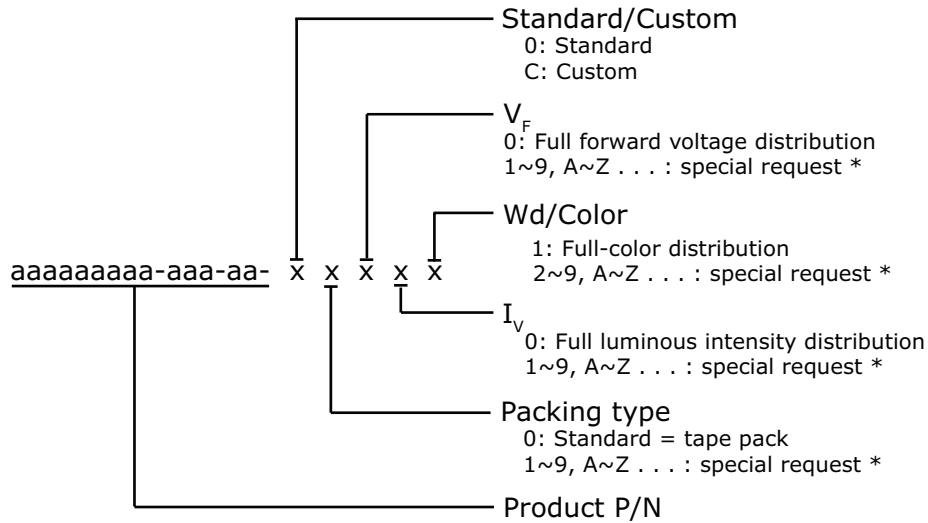 Standard/Custom
0: Standard
C: Custom
VF
0: Full forward voltage distribution
1~9, A~Z . . . : special request *
Wd/Color
1: Full-color distribution
2~9, A~Z . . . : special request *
aaaaaaaaa-aaa-aa- x x x x x
IV
0: Full luminous intensity distribution
1~9, A~Z . . . : special request *
Packing type
0: Standard = tape pack
1~9, A~Z . . . : special request *
Product P/N